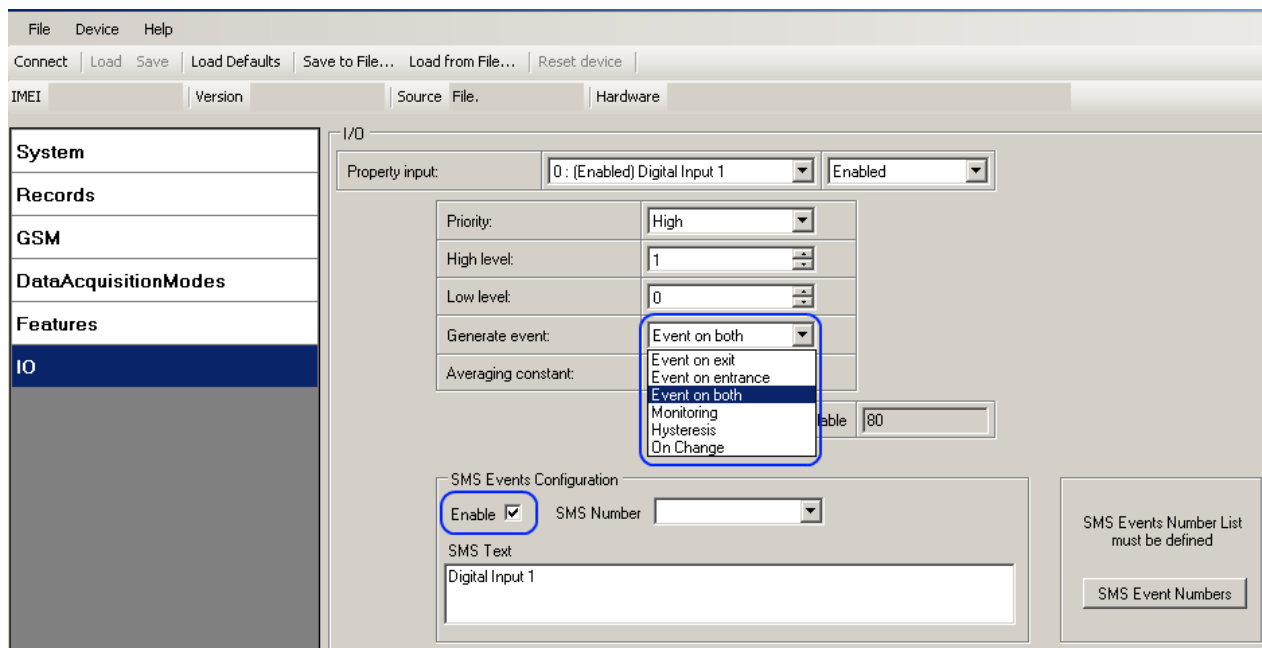 File Device Help
Connect Load Save Load Defaults Save to File... Load from File... Reset device
IMEI Version Source File. Hardware
System
Records
GSM
DataAcquisitionModes
Features
IO
I/O
Property input: 0 : (Enabled) Digital Input 1 Enabled
Priority: High
High level: 1
Low level: 0
Generate event: Event on both
Averaging constant:
Event on exit
Event on entrance
Event on both
Monitoring
Hysteresis
On Change
80
SMS Events Configuration
Enable SMS Number
SMS Text
Digital Input 1
SMS Events Number List
must be defined
SMS Event Numbers